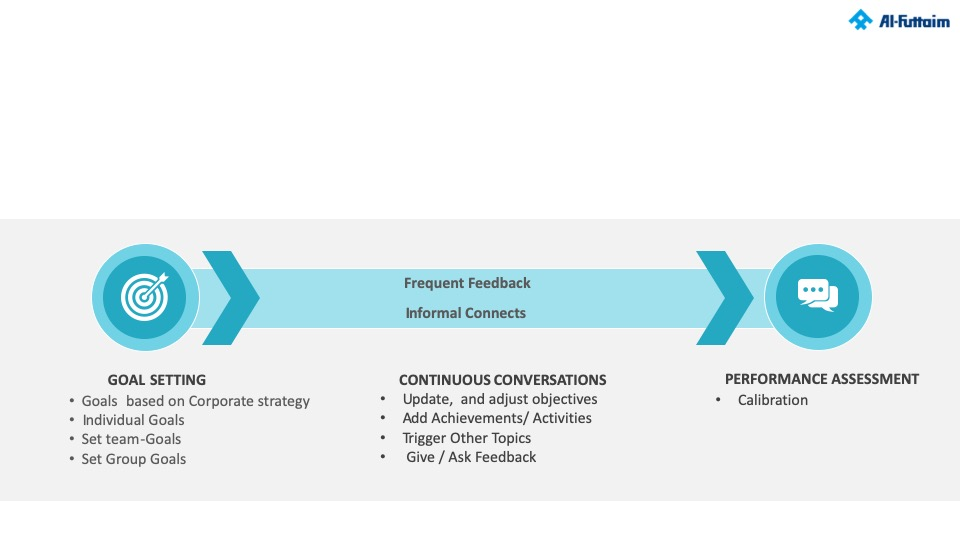 Al-Futtaim
Frequent Feedback
Informal Connects
GOAL SETTING
• Goals  based on Corporate strategy
• Individual Goals
• Set team-Goals
• Set Group Goals
CONTINUOUS CONVERSATIONS
• Update,  and adjust objectives
• Add Achievements/ Activities
• Trigger Other Topics
• Give / Ask Feedback
PERFORMANCE ASSESSMENT
• Calibration